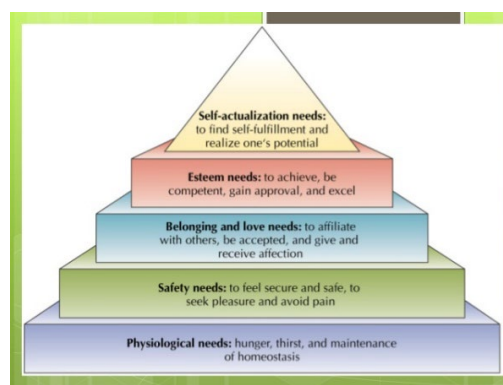 Self-actualization needs:
to find self-fulfillment and
realize one's potential
Esteem needs: to achieve, be
competent, gain approval, and excel
Belonging and love needs: to affiliate
with others, be accepted, and give and
receive affection
Safety needs: to feel secure and safe, to
seek pleasure and avoid pain
Physiological needs: hunger, thirst, and maintenance
of homeostasis